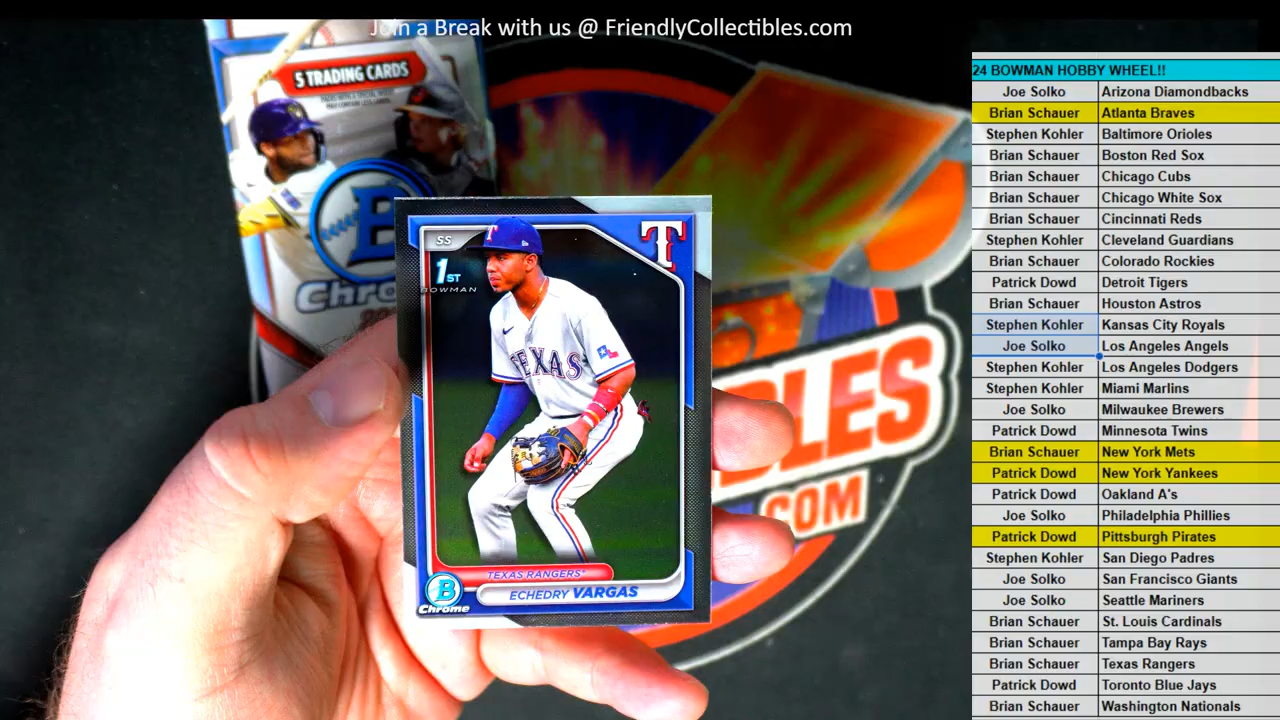 Join a Break with us @ FriendlyCollectibles.com
5 TRADING CARDS
B
Chro
SS
1ST
BOWMAN
T
T
TEXAS
TEXAS RANGERS
ECHEDRY VARGAS
B
Chrome
BLES
.COM
24 BOWMAN HOBBY WHEEL!!
Joe Solko Arizona Diamondbacks
Brian Schauer Atlanta Braves
Stephen Kohler Baltimore Orioles
Brian Schauer Boston Red Sox
Brian Schauer Chicago Cubs
Brian Schauer Chicago White Sox
Brian Schauer Cincinnati Reds
Stephen Kohler Cleveland Guardians
Brian Schauer Colorado Rockies
Patrick Dowd Detroit Tigers
Brian Schauer Houston Astros
Stephen Kohler Kansas City Royals
Joe Solko Los Angeles Angels
Stephen Kohler Los Angeles Dodgers
Stephen Kohler Miami Marlins
Joe Solko Milwaukee Brewers
Patrick Dowd Minnesota Twins
Brian Schauer New York Mets
Patrick Dowd New York Yankees
Patrick Dowd Oakland A's
Joe Solko Philadelphia Phillies
Patrick Dowd Pittsburgh Pirates
Stephen Kohler San Diego Padres
Joe Solko San Francisco Giants
Joe Solko Seattle Mariners
Brian Schauer St. Louis Cardinals
Brian Schauer Tampa Bay Rays
Brian Schauer Texas Rangers
Patrick Dowd Toronto Blue Jays
Brian Schauer Washington Nationals